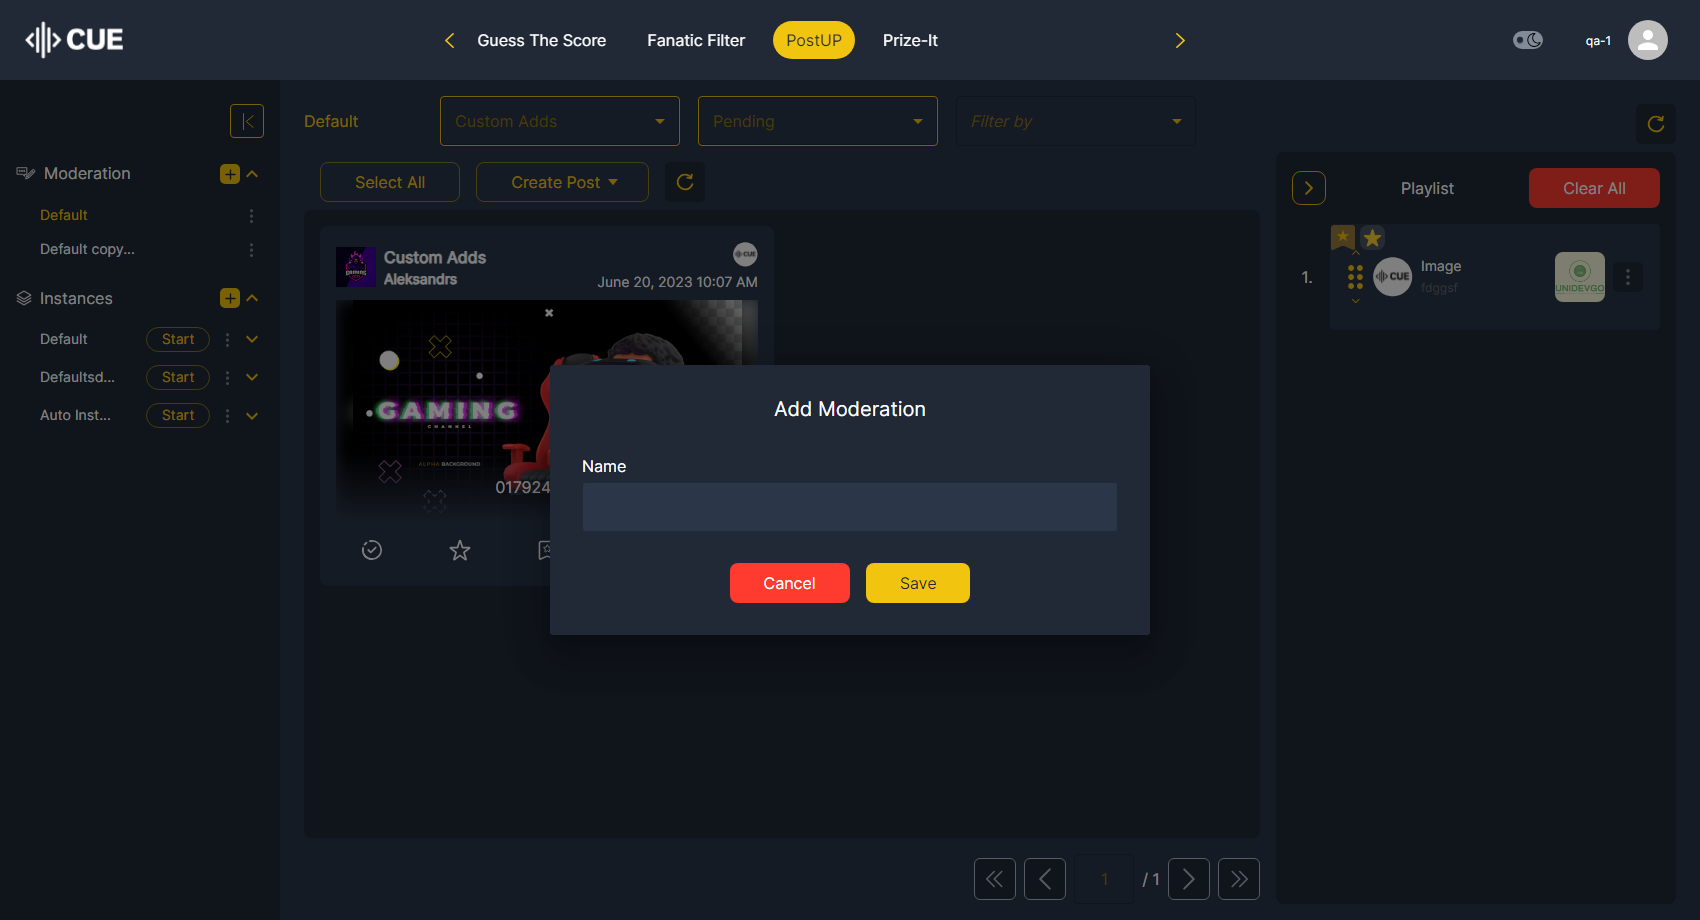 CUE
Guess The Score
Fanatic Filter
PostUP
Prize-It
qa-1
Default
Custom Adds
Pending
Filter by
Moderation
Default
Default copy...
Instances
Default
Start
Defaultsd...
Start
Auto Inst...
Start
Select All
Create Post
Custom Adds
Aleksandrs
CUE
June 20, 2023 10:07 AM
GAMING
GAMING
CHANNEL
ALPHA BACKGROUND
017924
Add Moderation
Name
Cancel
Save
Playlist
Clear All
1.
CUE
Image
fdggsf
UNIDEVGO
1
/ 1